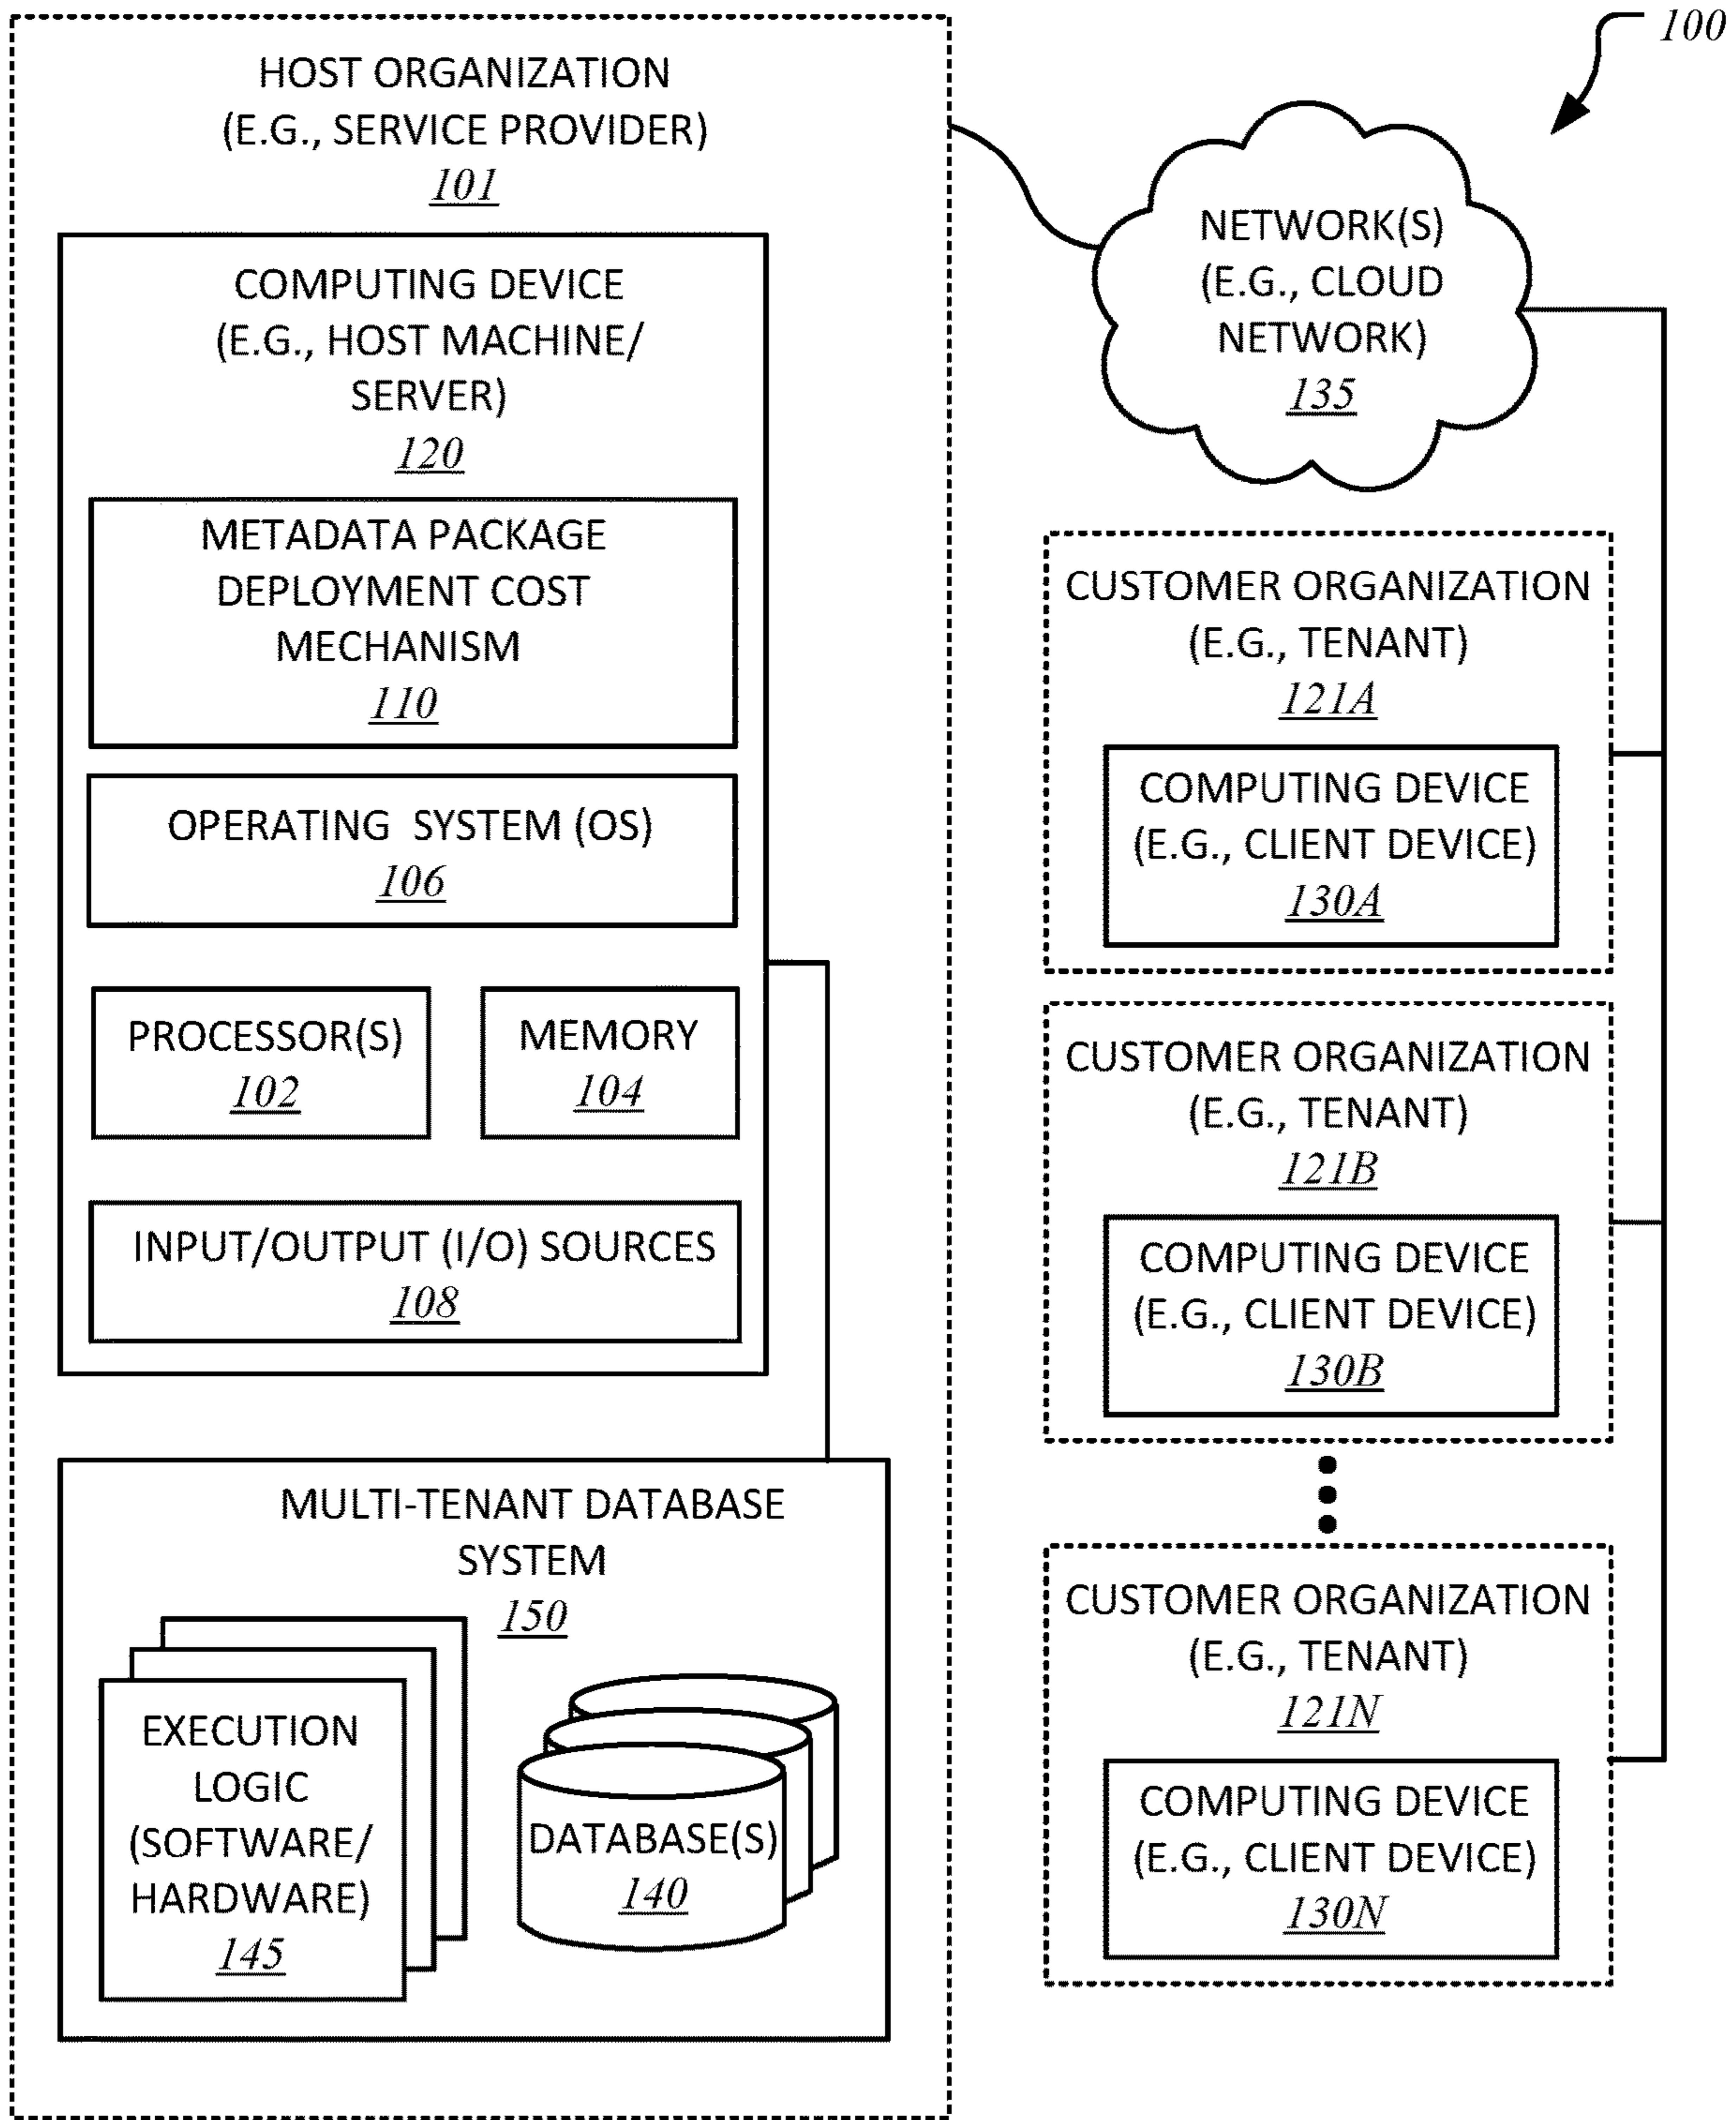 100
HOST ORGANIZATION
(E.G., SERVICE PROVIDER)
101
COMPUTING DEVICE
(E.G., HOST MACHINE/
SERVER)
120
METADATA PACKAGE
DEPLOYMENT COST
MECHANISM
110
OPERATING SYSTEM (OS)
106
PROCESSOR(S)
102
MEMORY
104
INPUT/OUTPUT (I/O) SOURCES
108
MULTI-TENANT DATABASE
SYSTEM
150
EXECUTION
LOGIC
(SOFTWARE/
HARDWARE)
145
DATABASE(S)
140
NETWORK(S)
(E.G., CLOUD
NETWORK)
135
CUSTOMER ORGANIZATION
(E.G., TENANT)
121A
COMPUTING DEVICE
(E.G., CLIENT DEVICE)
130A
CUSTOMER ORGANIZATION
(E.G., TENANT)
121B
COMPUTING DEVICE
(E.G., CLIENT DEVICE)
130B
CUSTOMER ORGANIZATION
(E.G., TENANT)
121N
COMPUTING DEVICE
(E.G., CLIENT DEVICE)
130N